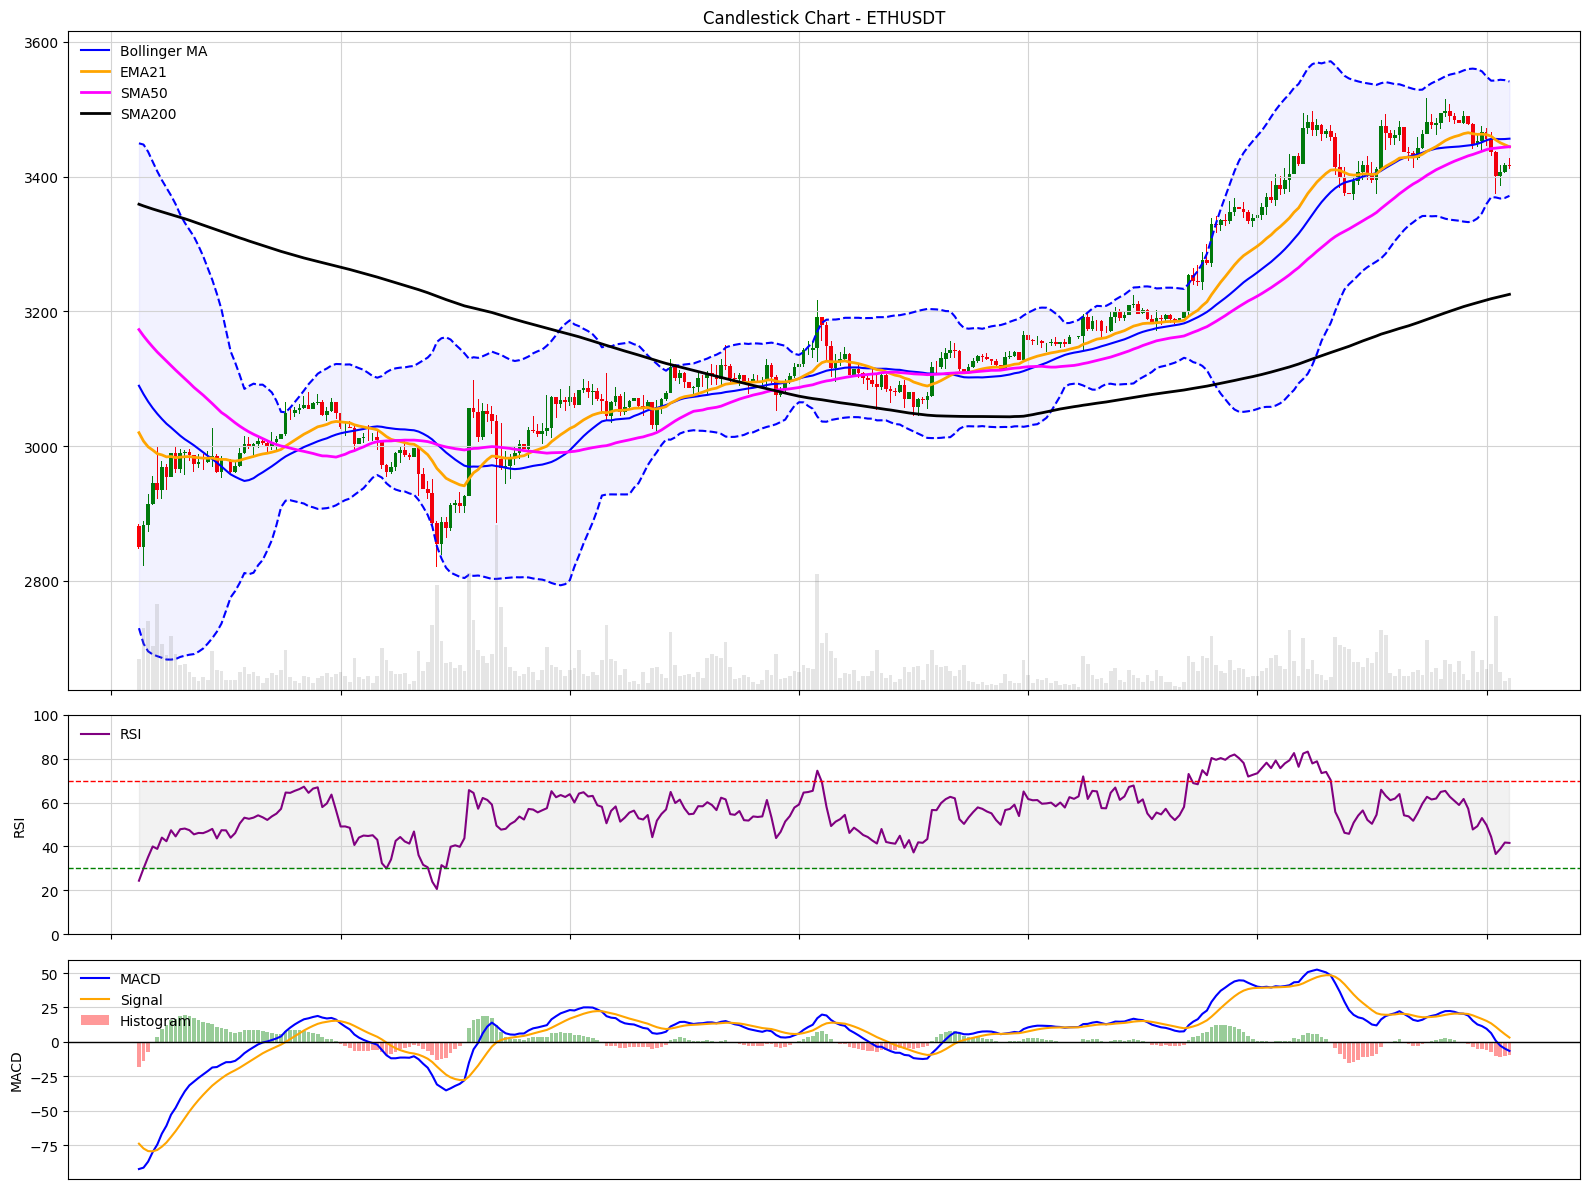 Candlestick Chart - ETHUSDT
Bollinger MA
EMA21
SMA50
SMA200
3600
3400
3200
3000
2800
RSI
100
80
60
40
20
0
RSI
MACD
Signal
Histogram
50
25
0
−25
−50
−75
MACD